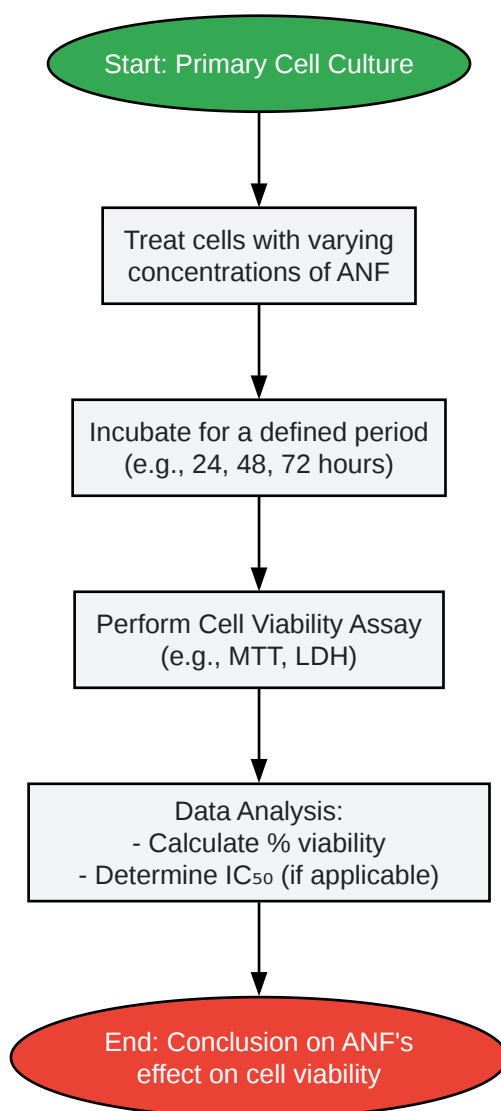 Start: Primary Cell Culture
Treat cells with varying
concentrations of ANF
Incubate for a defined period
(e.g., 24, 48, 72 hours)
Perform Cell Viability Assay
(e.g., MTT, LDH)
Data Analysis:
- Calculate % viability
- Determine IC₅₀ (if applicable)
End: Conclusion on ANF's
effect on cell viability